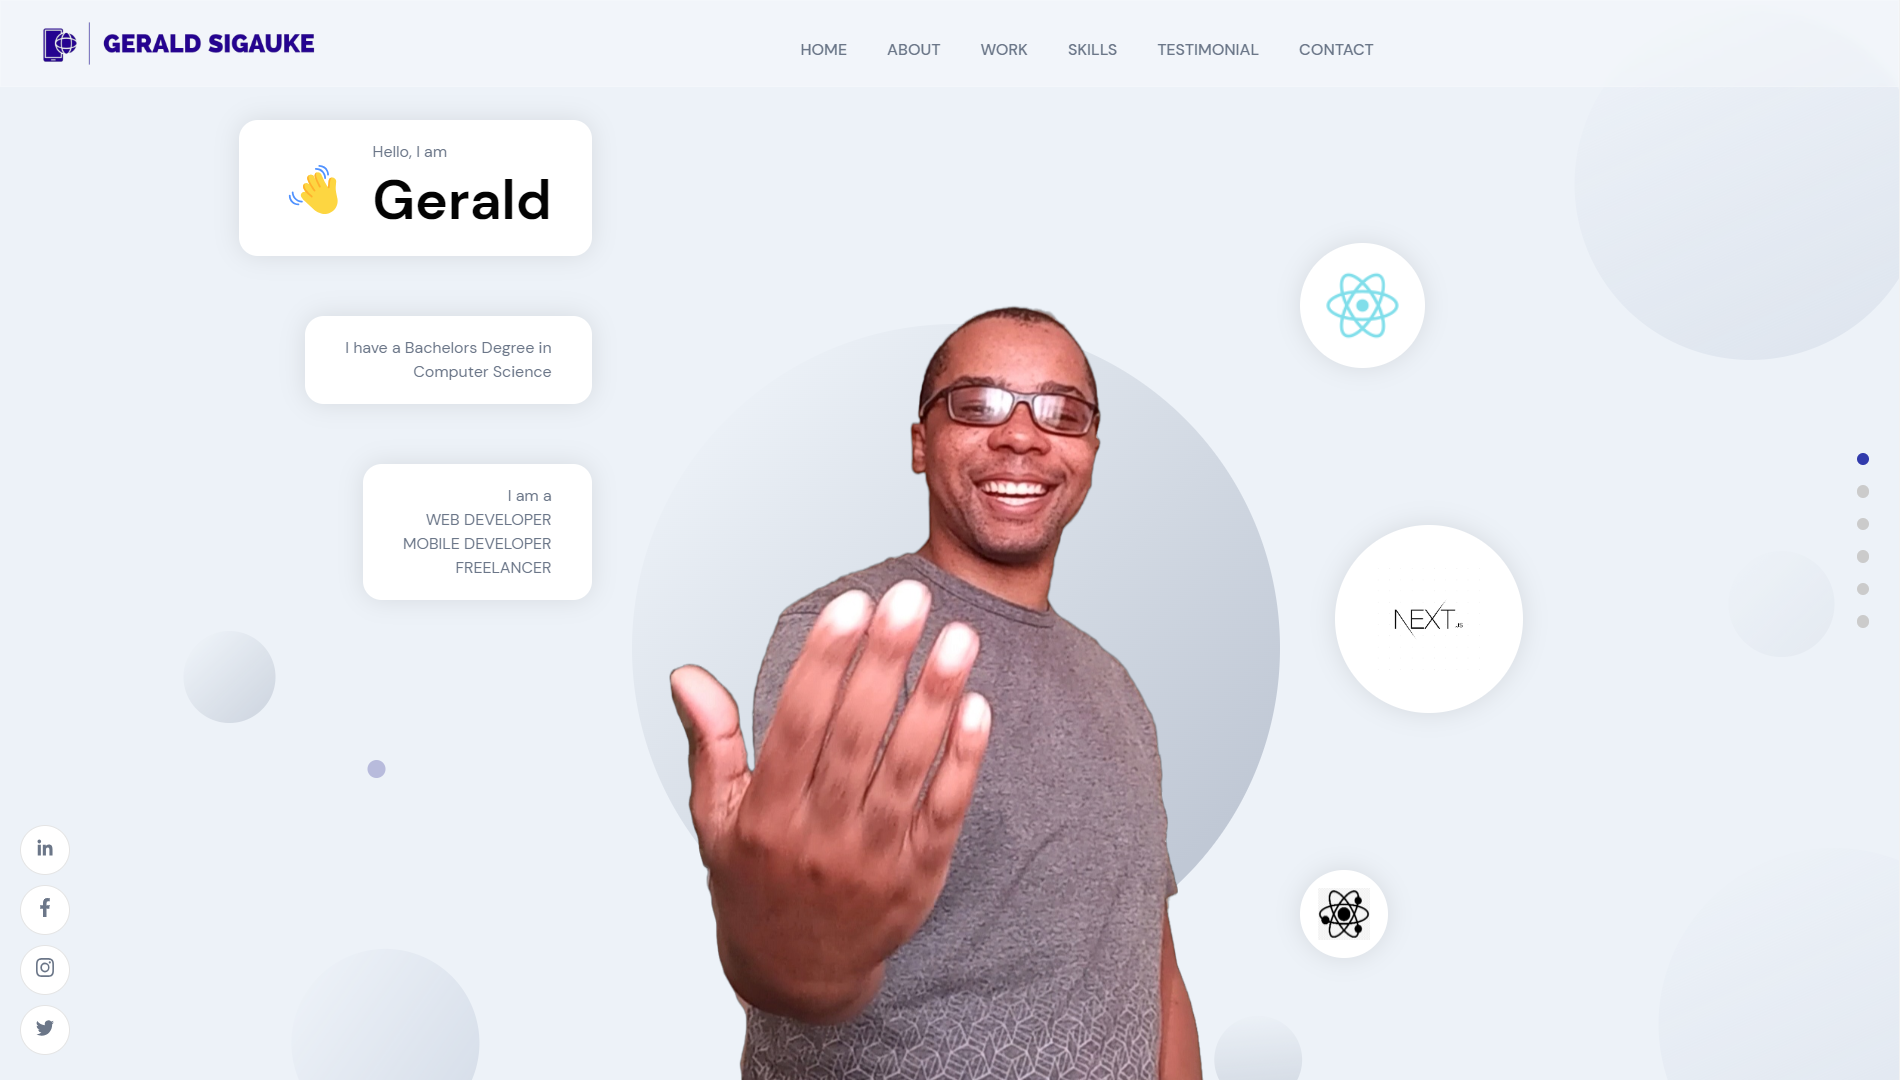 GERALD SIGAUKE
HOME ABOUT WORK SKILLS TESTIMONIAL CONTACT
Hello, I am
Gerald
I have a Bachelors Degree in
Computer Science
I am a
WEB DEVELOPER
MOBILE DEVELOPER
FREELANCER
NEXT.JS
in
f